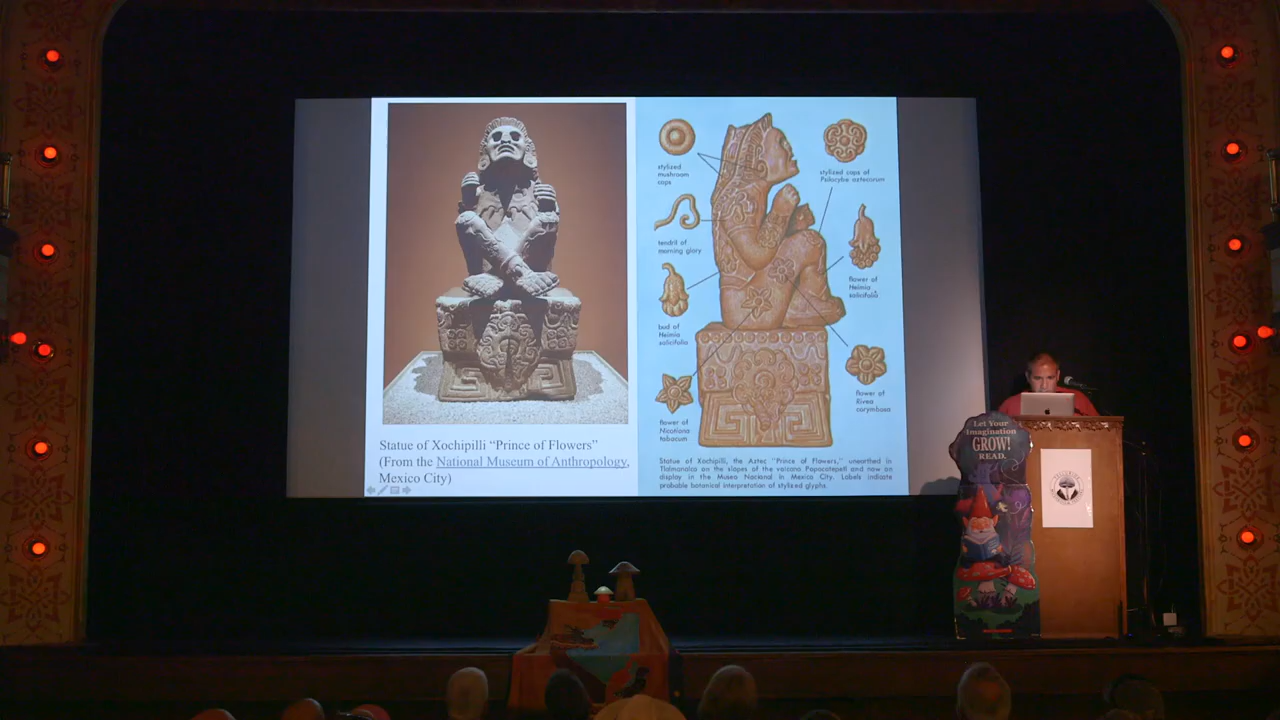 Statue of Xochipilli “Prince of Flowers”
(From the National Museum of Anthropology,
Mexico City)
stylized
mushroom
caps
tendril of
morning glory
bud of
Heimia
salicifolia
flower of
Nicotiana
tabacum
stylized caps of
Psilocybe aztecorum
flower of
Heimia
salicifolia
flower of
Rivea
corymbosa
Statue of Xochipilli, the Aztec "Prince of Flowers," unearthed in
Tlalmanalco on the slopes of the volcano Popocatepetl and now on
display in the Museo Nacional in Mexico City. Labels indicate
probable botanical interpretation of stylized glyphs.
Let Your
Imagination
GROW!
READ.